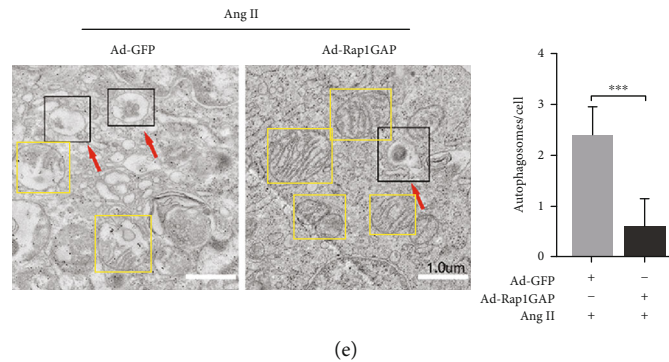 Ang II
Ad-GFP
Ad-Rap1GAP
1.0um
Autophagosomes/cell
4
3
2
1
0
***
Ad-GFP + −
Ad-Rap1GAP − +
Ang II + +
(e)